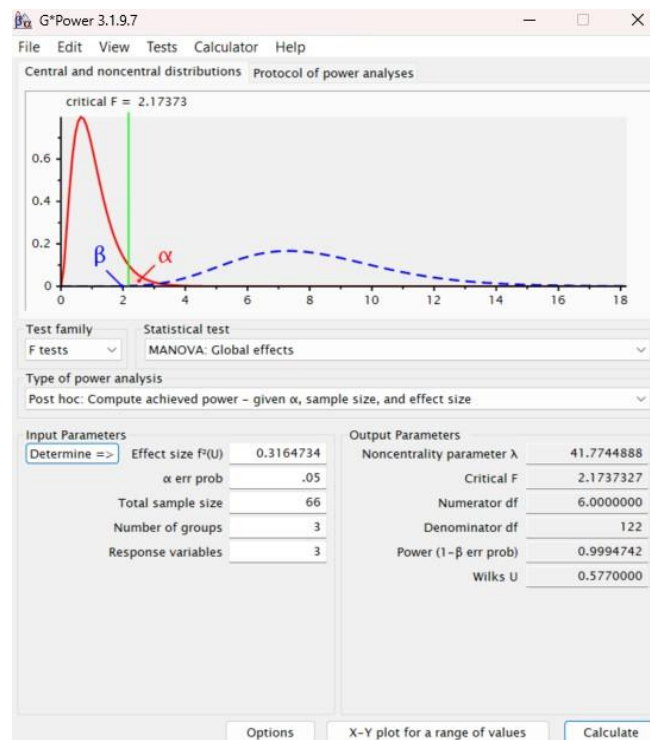 G*Power 3.1.9.7
File Edit View Tests Calculator Help
Central and noncentral distributions Protocol of power analyses
critical F = 2.17373
0.6
0.4
0.2
0
β
α
0 2 4 6 8 10 12 14 16 18
Test family Statistical test
F tests MANOVA: Global effects
Type of power analysis
Post hoc: Compute achieved power – given α, sample size, and effect size
Input Parameters Output Parameters
Determine => Effect size f²(U) 0.3164734 Noncentrality parameter λ 41.7744888
α err prob .05 Critical F 2.1737327
Total sample size 66 Numerator df 6.0000000
Number of groups 3 Denominator df 122
Response variables 3 Power (1-β err prob) 0.9994742
Wilks U 0.5770000
Options X-Y plot for a range of values Calculate